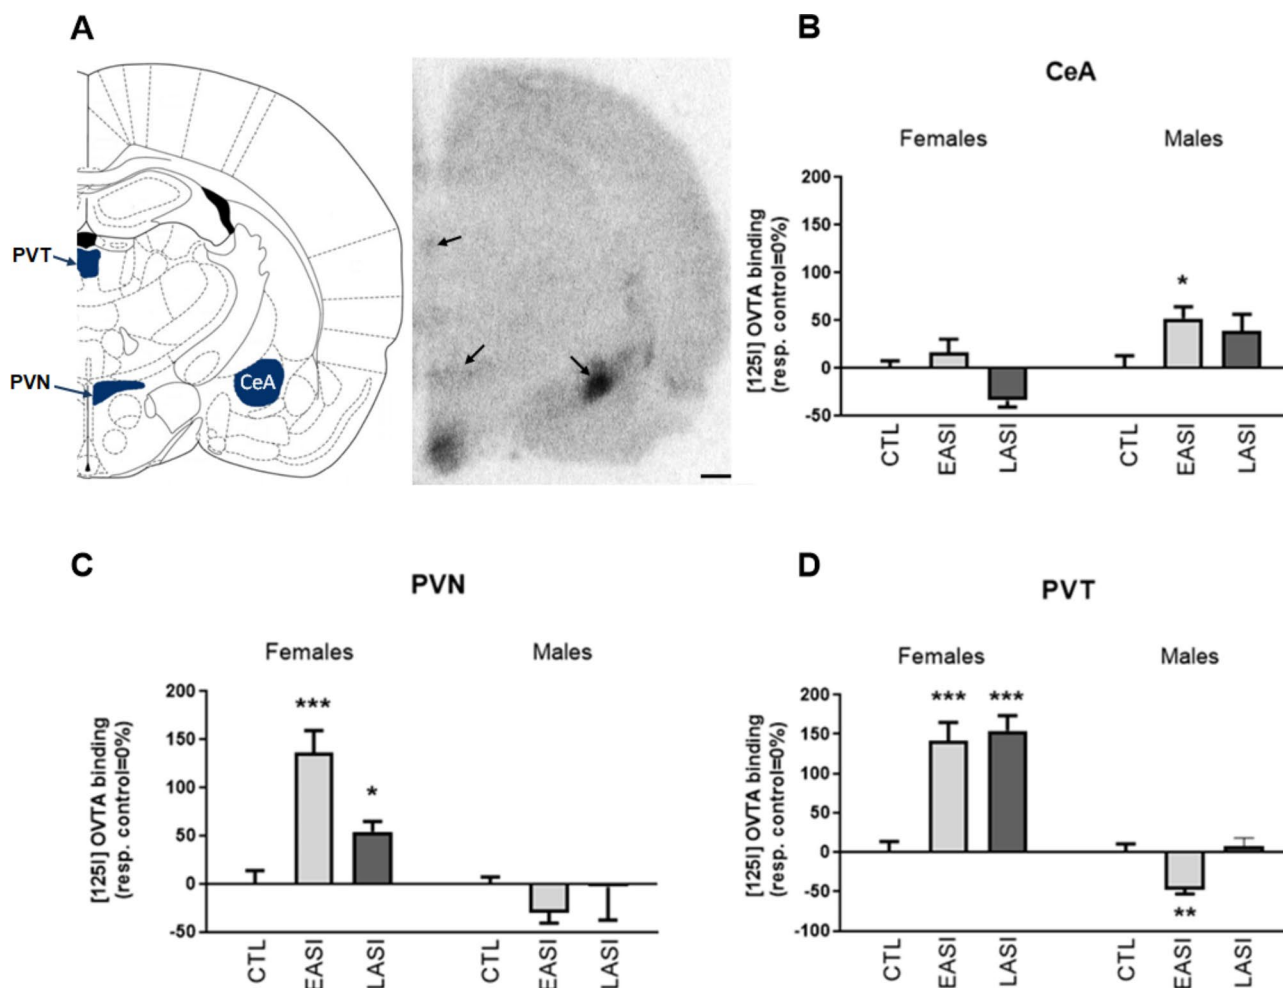 A
PVT
PVN
CeA
B
CeA
Females Males
[125I] OVTA binding
(resp. control=0%)
200
150
100
50
0
-50
*
CTL EASI LASI CTL EASI LASI
C
PVN
Females Males
[125I] OVTA binding
(resp. control=0%)
200
150
100
50
0
-50
*** *
CTL EASI LASI CTL EASI LASI
D
PVT
Females Males
[125I] OVTA binding
(resp. control=0%)
200
150
100
50
0
-50
-100
*** ***
**
CTL EASI LASI CTL EASI LASI